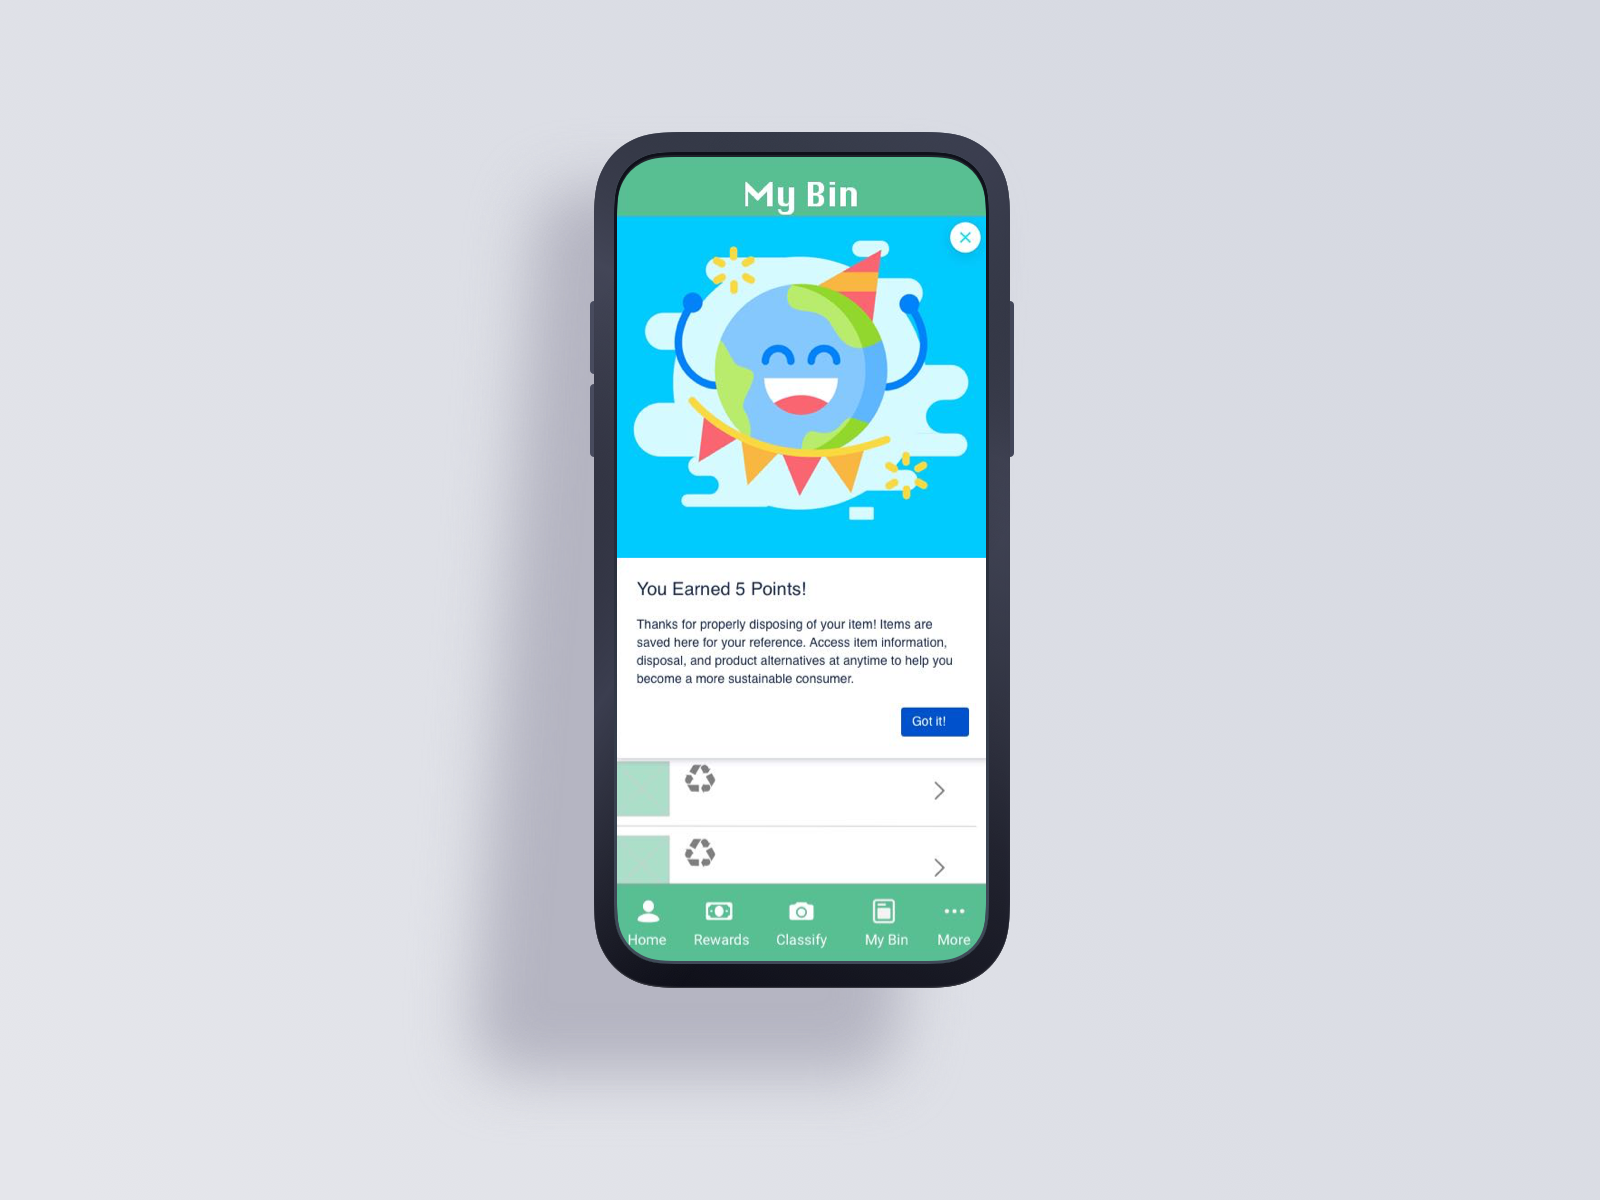 My Bin
You Earned 5 Points!
Thanks for properly disposing of your item! Items are
saved here for your reference. Access item information,
disposal, and product alternatives at anytime to help you
become a more sustainable consumer.
Got it!
Home Rewards Classify My Bin More